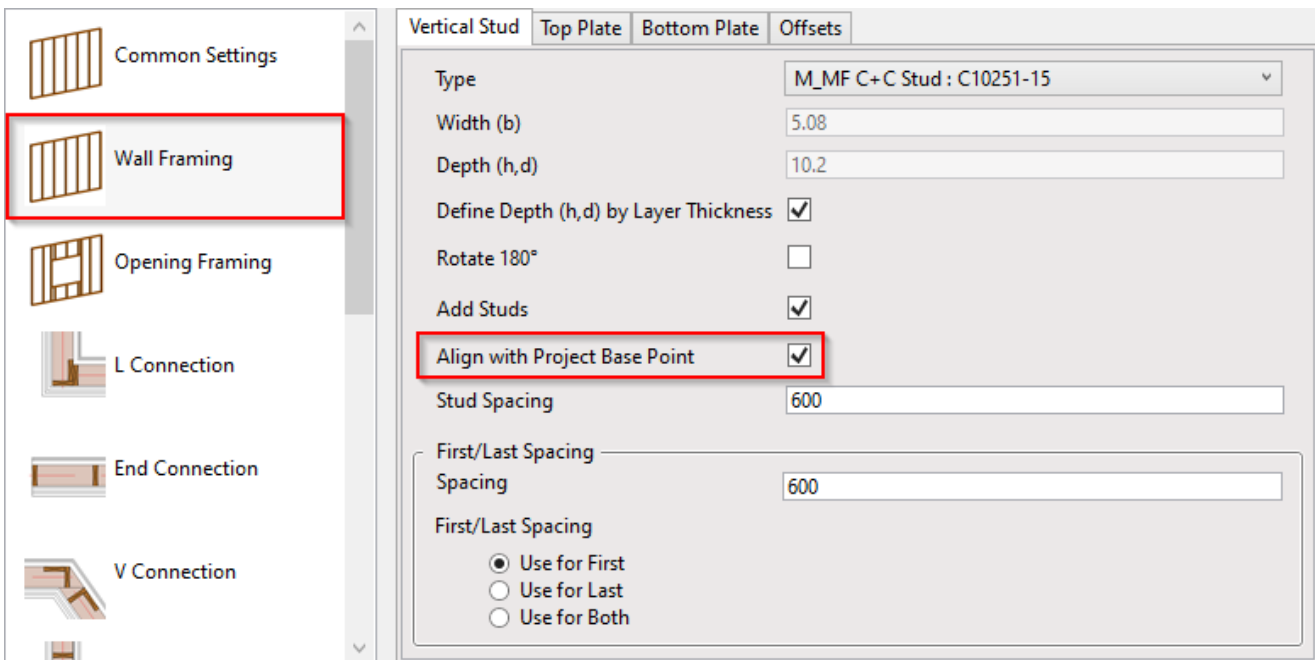 Common Settings
Wall Framing
Opening Framing
L Connection
End Connection
V Connection
Vertical Stud Top Plate Bottom Plate Offsets
Type M_MF C+C Stud : C10251-15
Width (b) 5.08
Depth (h,d) 10.2
Define Depth (h,d) by Layer Thickness
Rotate 180°
Add Studs
Align with Project Base Point
Stud Spacing 600
First/Last Spacing
Spacing 600
First/Last Spacing
Use for First
Use for Last
Use for Both